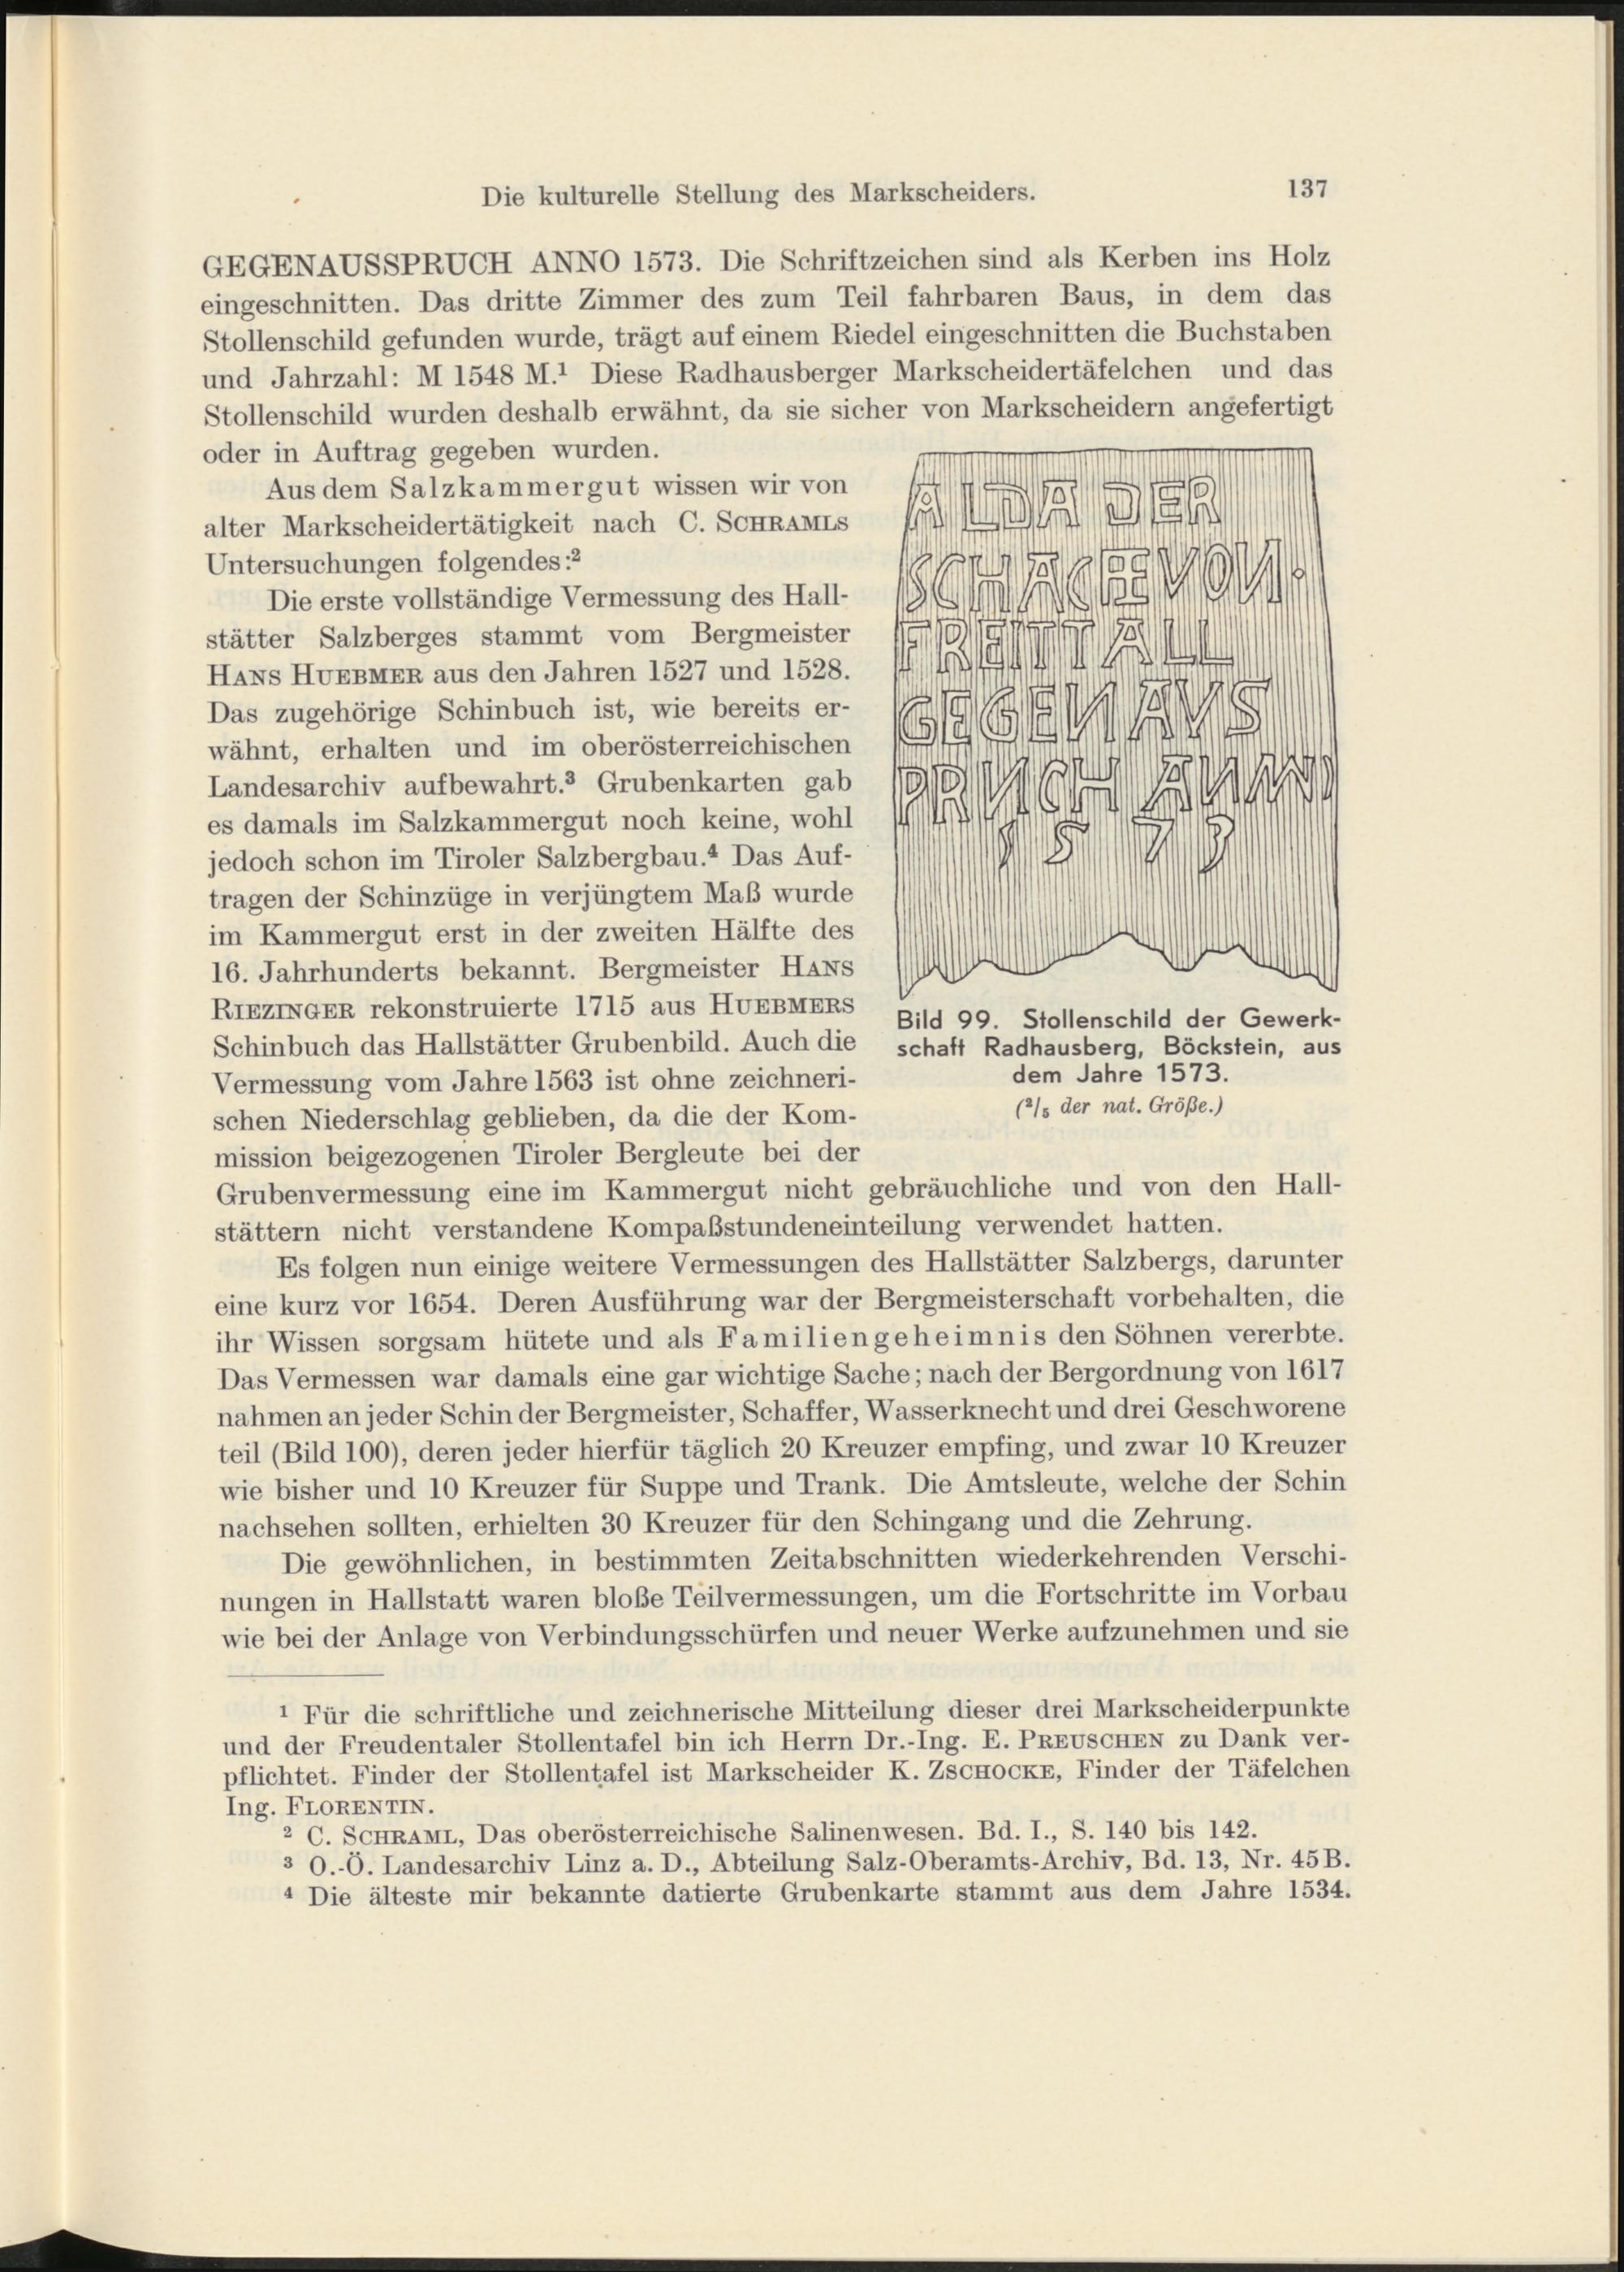 Die kulturelle Stellung des Markscheiders. 137
GEGENAUSSPRUCH ANNO 1573. Die Schriftzeichen sind als Kerben ins Holz
eingeschnitten. Das dritte Zimmer des zum Teil fahrbaren Baus, in dem das
Stollenschild gefunden wurde, trägt auf einem Riedel eingeschnitten die Buchstaben
und Jahrzahl: M 1548 M.¹ Diese Radhausberger Markscheidertäfelchen und das
Stollenschild wurden deshalb erwähnt, da sie sicher von Markscheidern angefertigt
oder in Auftrag gegeben wurden.
Aus dem Salzkammergut wissen wir von
alter Markscheidertätigkeit nach C. SCHRAMLS
Untersuchungen folgendes:²
Die erste vollständige Vermessung des Hall-
stätter Salzberges stammt vom Bergmeister
HANS HUEBMER aus den Jahren 1527 und 1528.
Das zugehörige Schinbuch ist, wie bereits er-
wähnt, erhalten und im oberösterreichischen
Landesarchiv aufbewahrt.³ Grubenkarten gab
es damals im Salzkammergut noch keine, wohl
jedoch schon im Tiroler Salzbergbau.⁴ Das Auf-
tragen der Schinzüge in verjüngtem Maß wurde
im Kammergut erst in der zweiten Hälfte des
16. Jahrhunderts bekannt. Bergmeister HANS
RIEZINGER rekonstruierte 1715 aus HUEBMERS
Schinbuch das Hallstätter Grubenbild. Auch die
Vermessung vom Jahre 1563 ist ohne zeichneri-
schen Niederschlag geblieben, da die der Kom-
mission beigezogenen Tiroler Bergleute bei der
ALDA DER
VON
FREITTALL
GEGENAVS
PRUCH
1573
Bild 99. Stollenschild der Gewerk-
schaft Radhausberg, Böckstein, aus
dem Jahre 1573.
(²/₅ der nat. Größe.)
Grubenvermessung eine im Kammergut nicht gebräuchliche und von den Hall-
stättern nicht verstandene Kompaßstundeneinteilung verwendet hatten.
Es folgen nun einige weitere Vermessungen des Hallstätter Salzbergs, darunter
eine kurz vor 1654. Deren Ausführung war der Bergmeisterschaft vorbehalten, die
ihr Wissen sorgsam hütete und als Familiengeheimnis den Söhnen vererbte.
Das Vermessen war damals eine gar wichtige Sache; nach der Bergordnung von 1617
nahmen an jeder Schin der Bergmeister, Schaffer, Wasserknecht und drei Geschworene
teil (Bild 100), deren jeder hierfür täglich 20 Kreuzer empfing, und zwar 10 Kreuzer
wie bisher und 10 Kreuzer für Suppe und Trank. Die Amtsleute, welche der Schin
nachsehen sollten, erhielten 30 Kreuzer für den Schingang und die Zehrung.
Die gewöhnlichen, in bestimmten Zeitabschnitten wiederkehrenden Verschi-
nungen in Hallstatt waren bloße Teilvermessungen, um die Fortschritte im Vorbau
wie bei der Anlage von Verbindungsschürfen und neuer Werke aufzunehmen und sie
¹ Für die schriftliche und zeichnerische Mitteilung dieser drei Markscheiderpunkte
und der Freudentaler Stollentafel bin ich Herrn Dr.-Ing. E. PREUSCHEN zu Dank ver-
pflichtet. Finder der Stollentafel ist Markscheider K. ZSCHOCKE, Finder der Täfelchen
Ing. FLORENTIN.
² C. SCHRAML, Das oberösterreichische Salinenwesen. Bd. I., S. 140 bis 142.
³ O.-Ö. Landesarchiv Linz a. D., Abteilung Salz-Oberamts-Archiv, Bd. 13, Nr. 45B.
⁴ Die älteste mir bekannte datierte Grubenkarte stammt aus dem Jahre 1534.